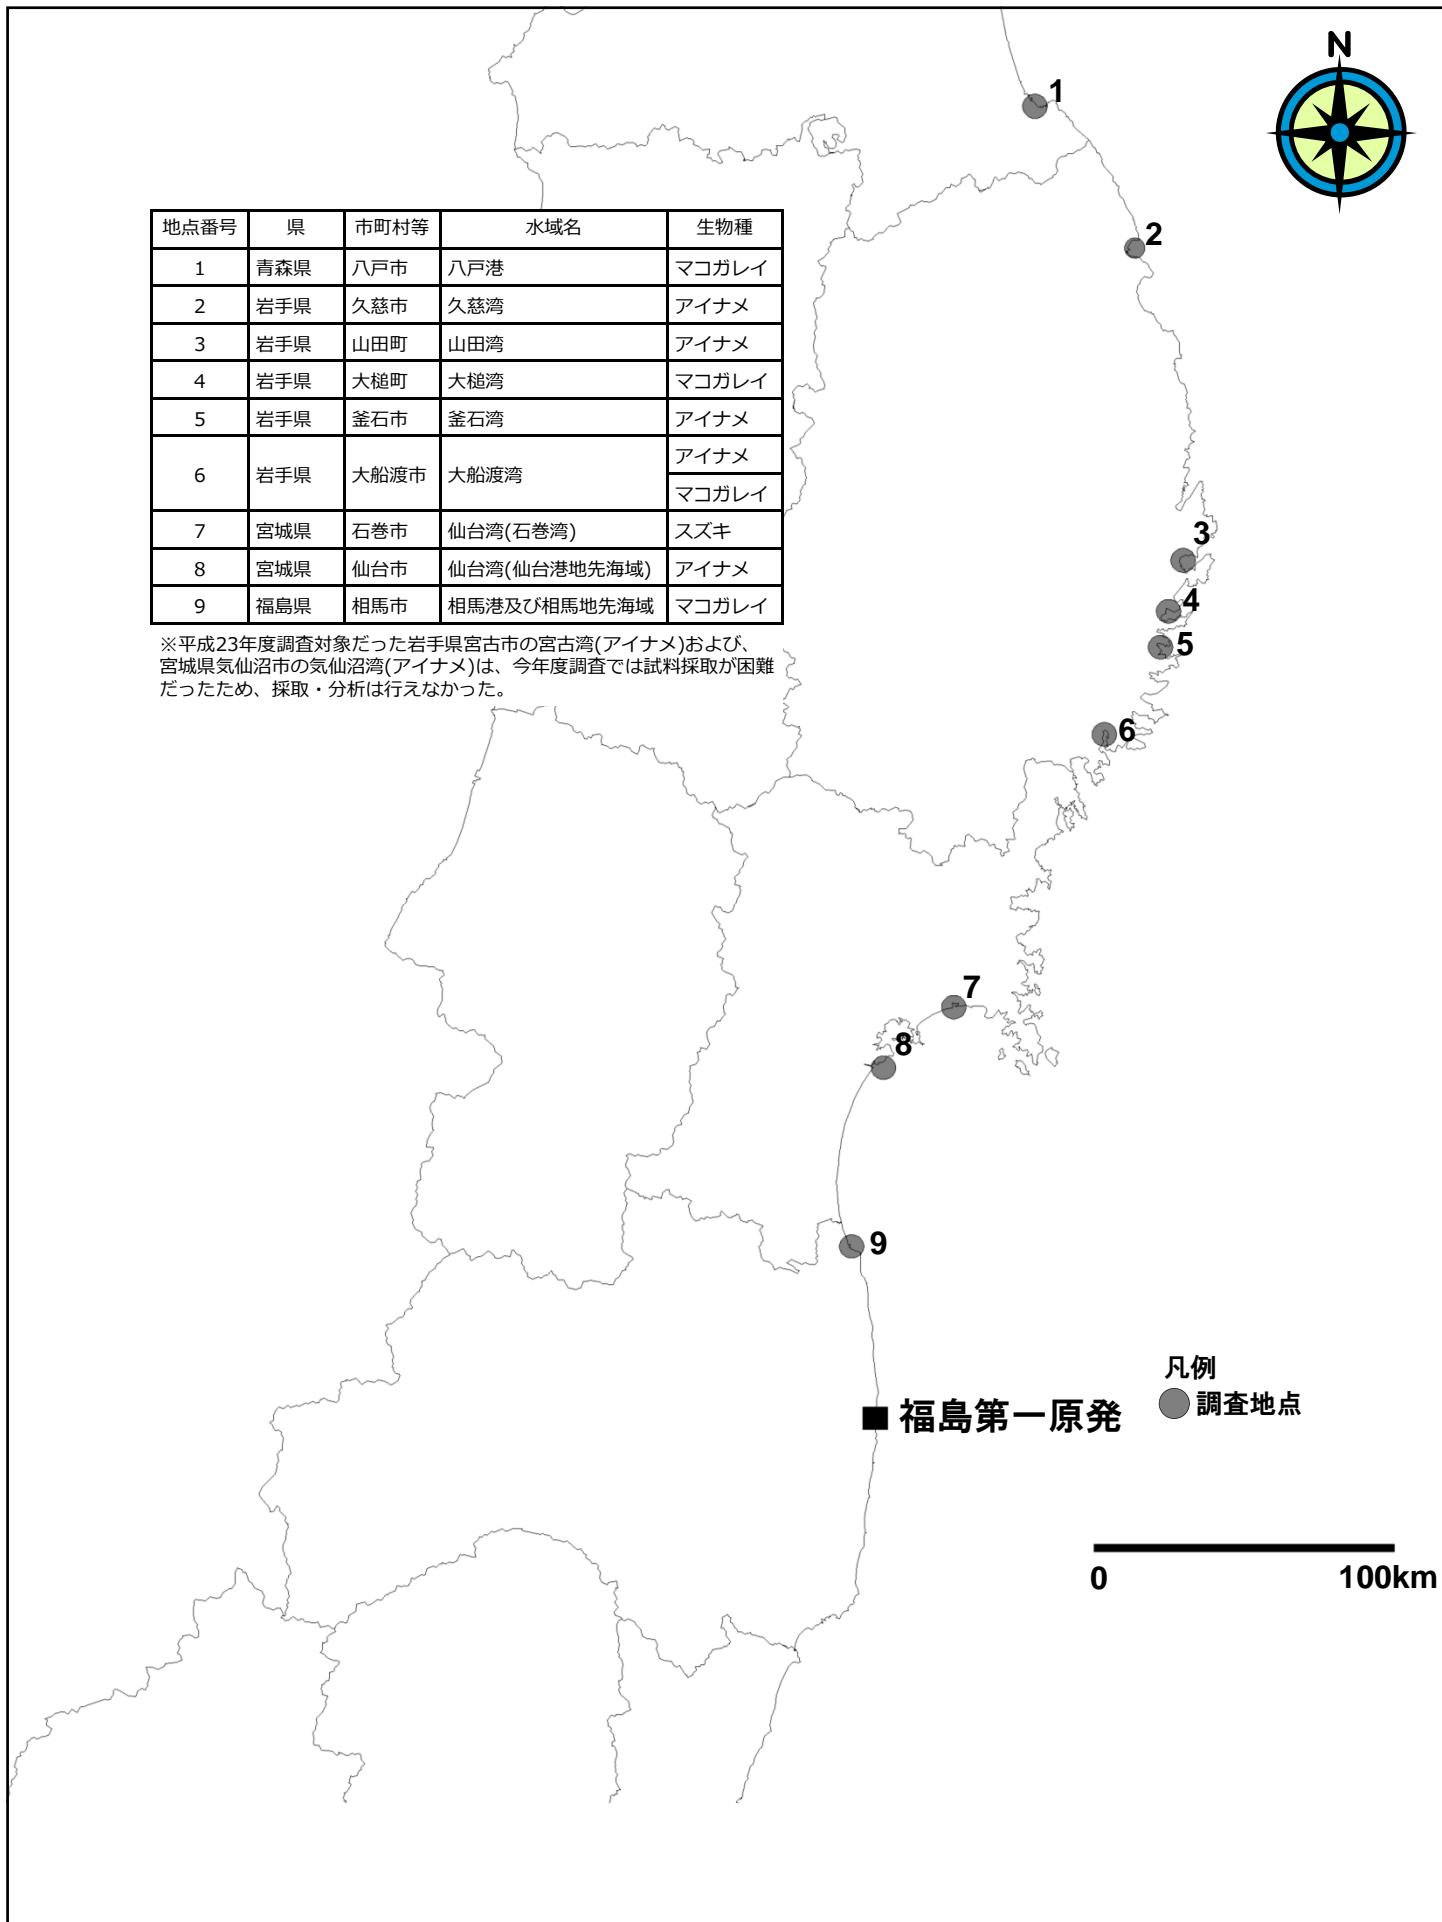 N
1
2
地点番号 県 市町村等 水域名 生物種
1 青森県 八戸市 八戸港 マコガレイ
2 岩手県 久慈市 久慈湾 アイナメ
3 岩手県 山田町 山田湾 アイナメ
4 岩手県 大槌町 大槌湾 マコガレイ
5 岩手県 釜石市 釜石湾 アイナメ
6 岩手県 大船渡市 大船渡湾 アイナメ
マコガレイ
7 宮城県 石巻市 仙台湾(石巻湾) スズキ
8 宮城県 仙台市 仙台湾(仙台港地先海域) アイナメ
9 福島県 相馬市 相馬港及び相馬地先海域 マコガレイ
※平成23年度調査対象だった岩手県宮古市の宮古湾(アイナメ)および、
宮城県気仙沼市の気仙沼湾(アイナメ)は、今年度調査では試料採取が困難
だったため、採取・分析は行えなかった。
3
4
5
6
7
8
9
凡例
調査地点
福島第一原発
0 100km